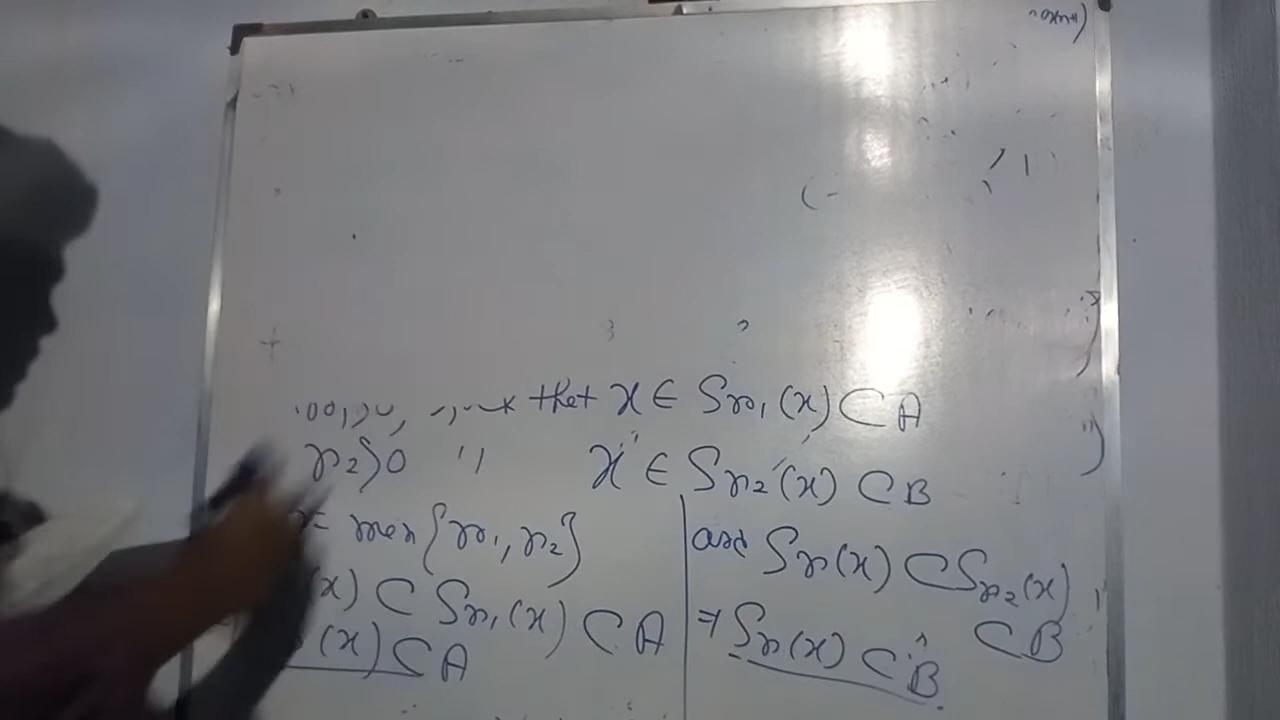 that x ∈ Sr₁(x) ⊂ A
r₂>0 '' x ∈ Sr₂(x) ⊂ B
r = min{r₁, r₂}
(x) ⊂ Sr₁(x) ⊂ A
(x) ⊂ A
and Sr(x) ⊂ Sr₂(x)
⊂ B
⇒ Sr(x) ⊂ B